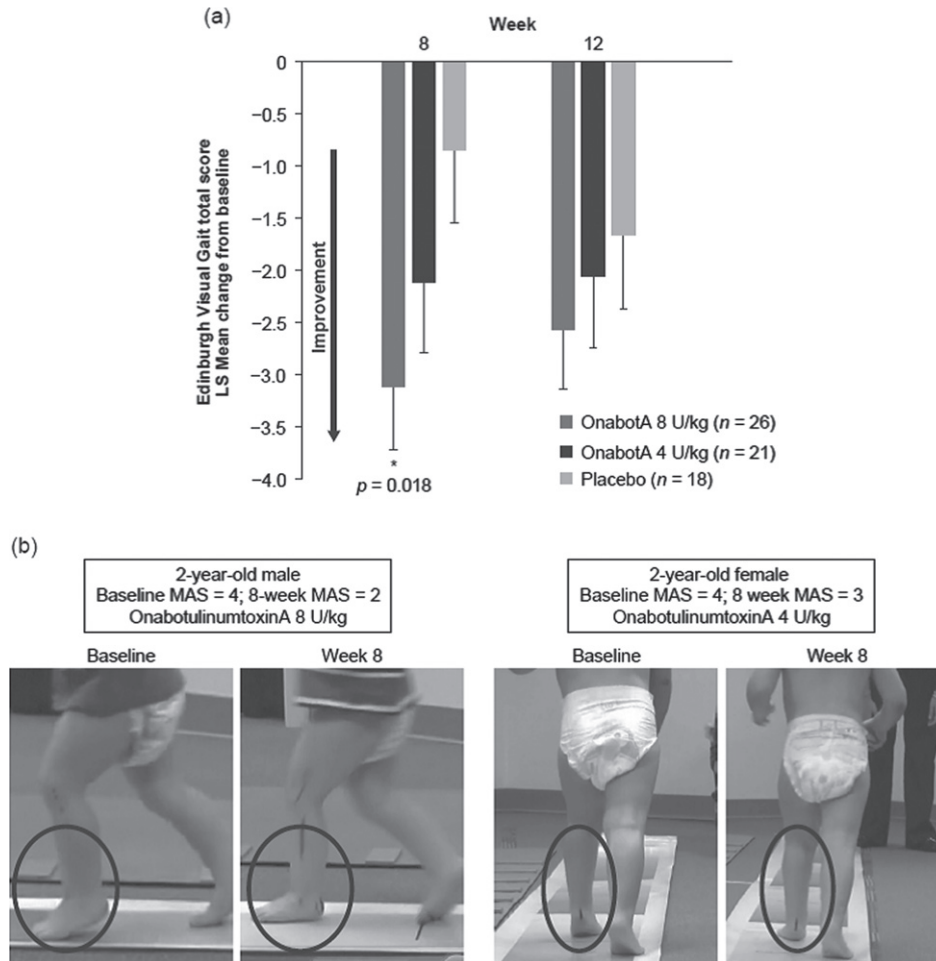 (a)
Week
8
12
0
−0.5
−1.0
−1.5
−2.0
−2.5
−3.0
−3.5
−4.0
Edinburgh Visual Gait total score
LS Mean change from baseline
Improvement
*
p = 0.018
OnabotA 8 U/kg (n = 26)
OnabotA 4 U/kg (n = 21)
Placebo (n = 18)
(b)
2-year-old male
Baseline MAS = 4; 8-week MAS = 2
OnabotulinumtoxinA 8 U/kg
2-year-old female
Baseline MAS = 4; 8 week MAS = 3
OnabotulinumtoxinA 4 U/kg
Baseline
Week 8
Baseline
Week 8